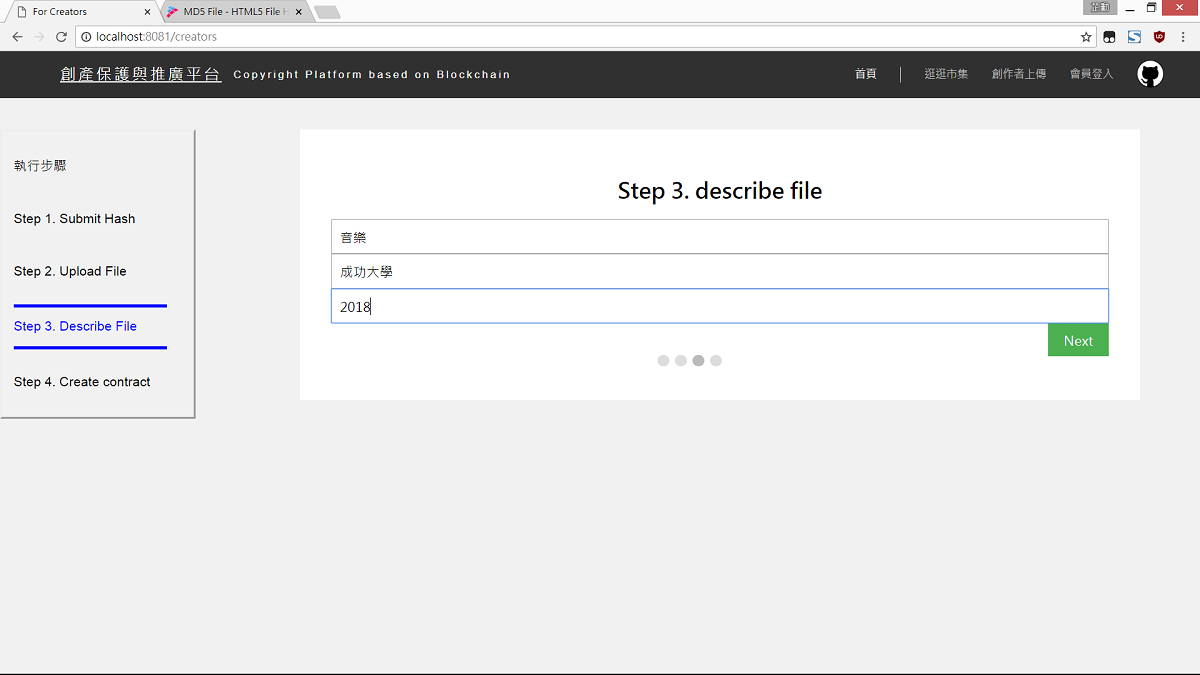 For Creators
MD5 File - HTML5 File H
localhost:8081/creators
創產保護與推廣平台 Copyright Platform based on Blockchain
首頁 | 逛逛市集 創作者上傳 會員登入
執行步驟
Step 1. Submit Hash
Step 2. Upload File
Step 3. Describe File
Step 4. Create contract
Step 3. describe file
音樂
成功大學
2018
Next